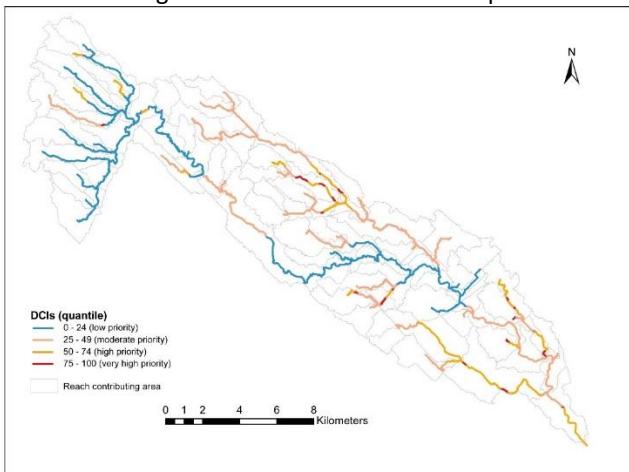 N
DCIs (quantile)
0 - 24 (low priority)
25 - 49 (moderate priority)
50 - 74 (high priority)
75 - 100 (very high priority)
Reach contributing area
0 1 2 4 6 8
Kilometers